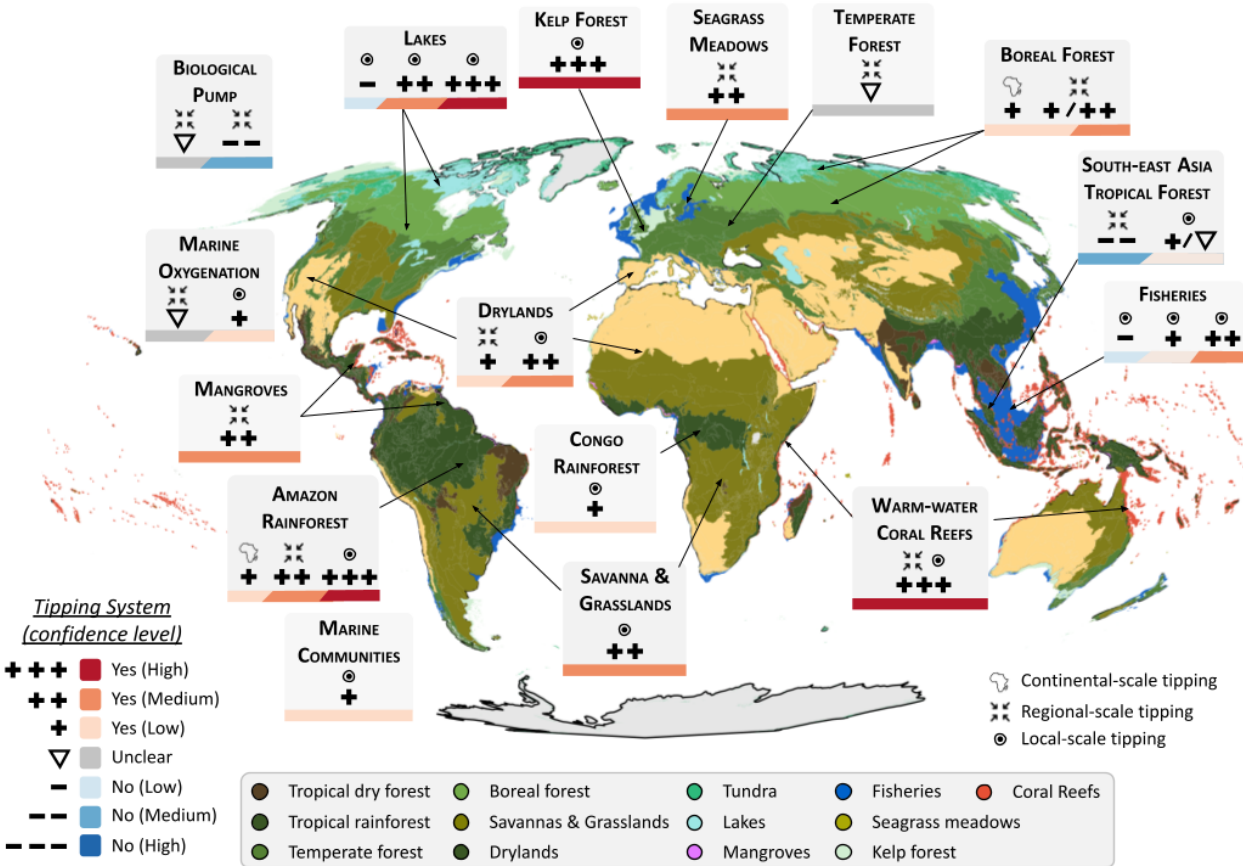 KELP FOREST
SEAGRASS
MEADOWS
TEMPERATE
FOREST
LAKES
BOREAL FOREST
BIOLOGICAL
PUMP
- ++ +++
+++
++
+ +/++
--
SOUTH-EAST ASIA
TROPICAL FOREST
-- +/
MARINE
OXYGENATION
+
DRYLANDS
+ ++
FISHERIES
- + ++
MANGROVES
++
CONGO
RAINFOREST
+
AMAZON
RAINFOREST
+ ++ +++
WARM-WATER
CORAL REEFS
+++
SAVANNA &
GRASSLANDS
++
MARINE
COMMUNITIES
+
Tipping System
(confidence level)
+++ Yes (High)
++ Yes (Medium)
+ Yes (Low)
Unclear
- No (Low)
-- No (Medium)
--- No (High)
Continental-scale tipping
Regional-scale tipping
Local-scale tipping
Tropical dry forest Boreal forest Tundra Fisheries Coral Reefs
Tropical rainforest Savannas & Grasslands Lakes Seagrass meadows
Temperate forest Drylands Mangroves Kelp forest